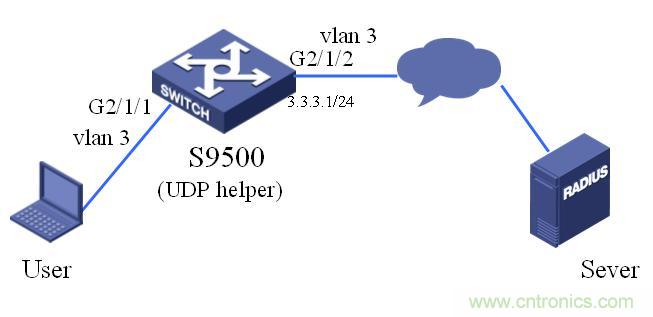 vlan 3
G2/1/2
G2/1/1
SWITCH
3.3.3.1/24
vlan 3
S9500
(UDP helper)
RADIUS
User
Sever
www.cntronics.com